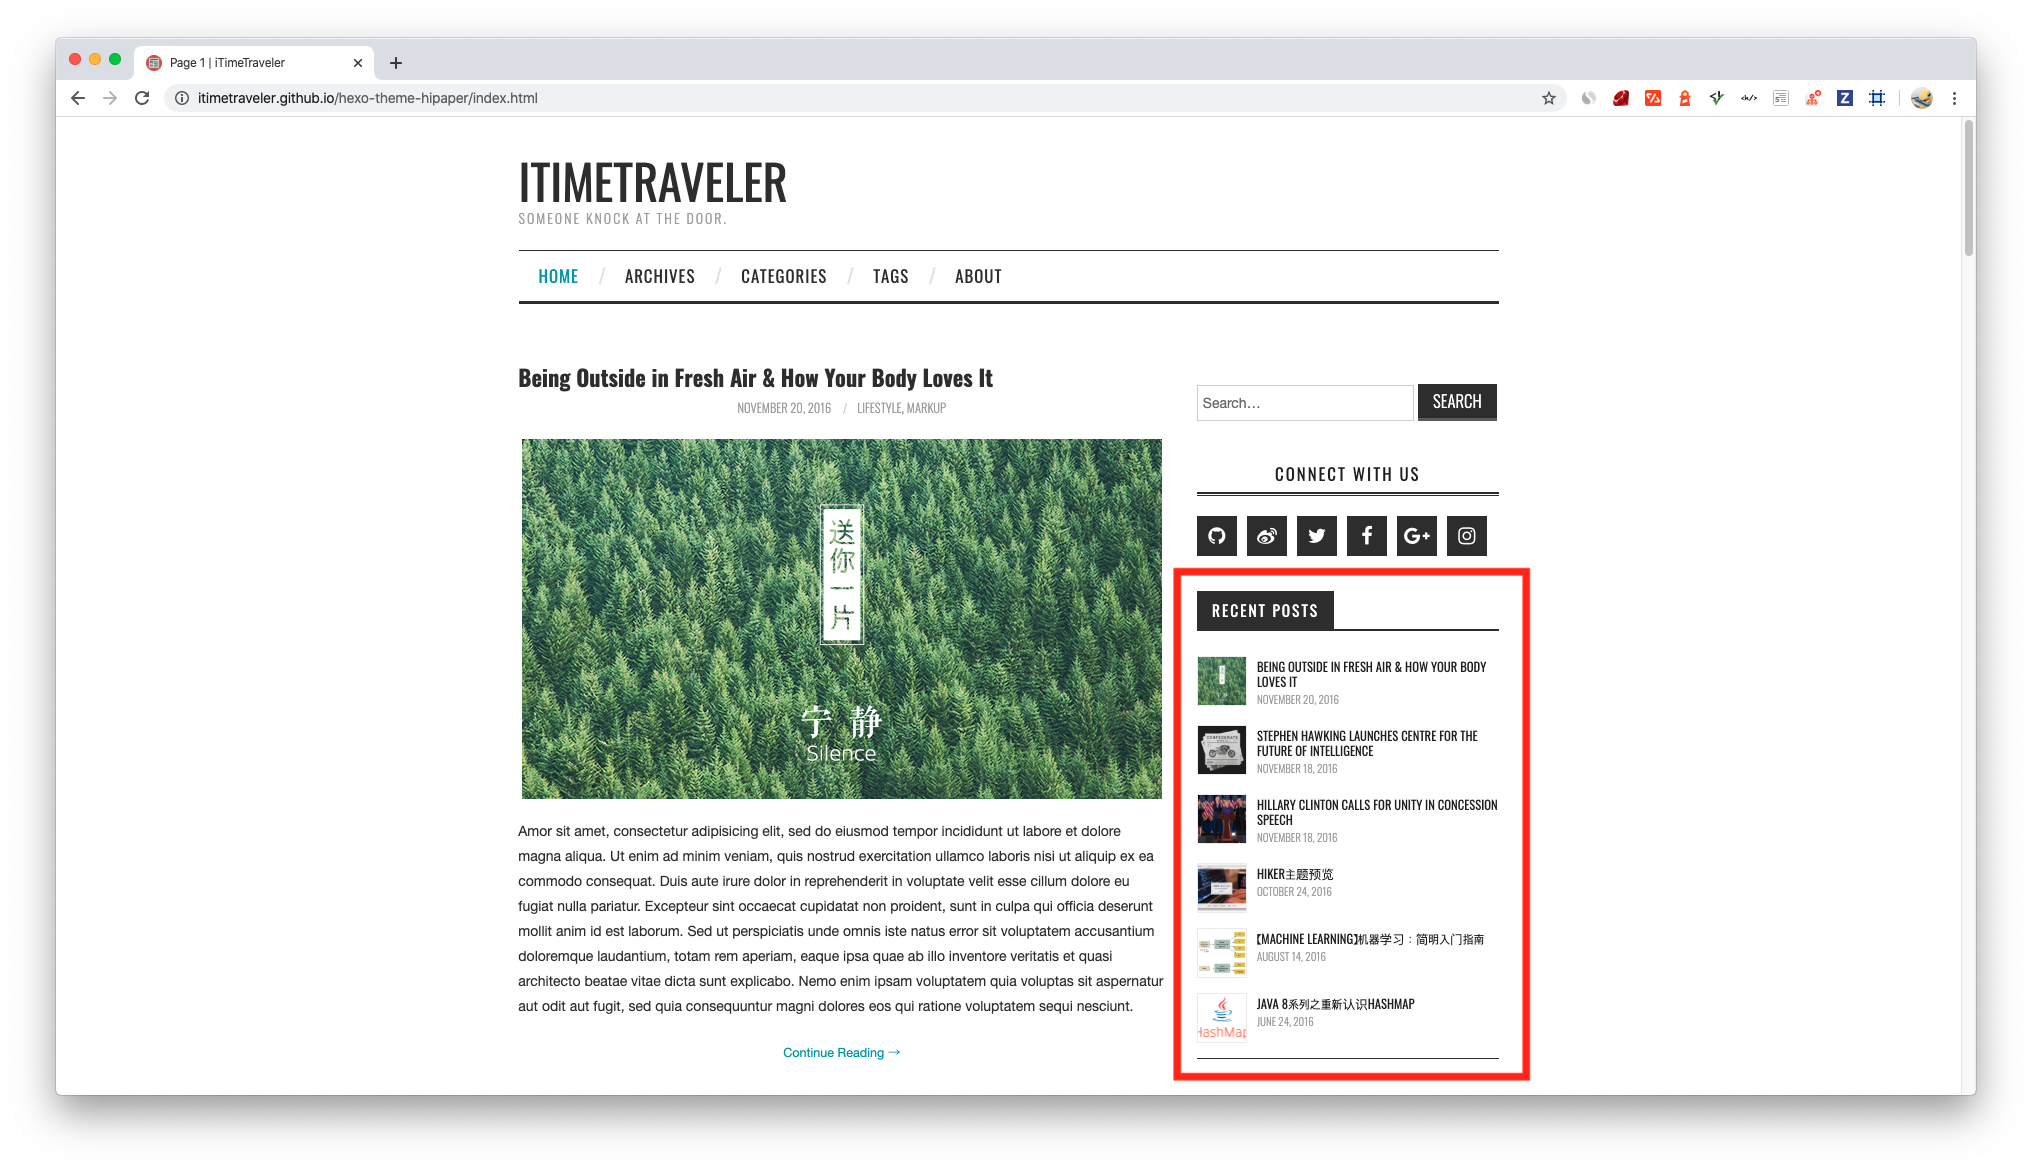 Page 1 | iTimeTraveler
itimetraveler.github.io/hexo-theme-hipaper/index.html
ITIMETRAVELER
SOMEONE KNOCK AT THE DOOR.
HOME / ARCHIVES / CATEGORIES / TAGS / ABOUT
Being Outside in Fresh Air & How Your Body Loves It
NOVEMBER 20, 2016 / LIFESTYLE, MARKUP
送
你
一
片
宁 静
Silence
Amor sit amet, consectetur adipisicing elit, sed do eiusmod tempor incididunt ut labore et dolore
magna aliqua. Ut enim ad minim veniam, quis nostrud exercitation ullamco laboris nisi ut aliquip ex ea
commodo consequat. Duis aute irure dolor in reprehenderit in voluptate velit esse cillum dolore eu
fugiat nulla pariatur. Excepteur sint occaecat cupidatat non proident, sunt in culpa qui officia deserunt
mollit anim id est laborum. Sed ut perspiciatis unde omnis iste natus error sit voluptatem accusantium
doloremque laudantium, totam rem aperiam, eaque ipsa quae ab illo inventore veritatis et quasi
architecto beatae vitae dicta sunt explicabo. Nemo enim ipsam voluptatem quia voluptas sit aspernatur
aut odit aut fugit, sed quia consequuntur magni dolores eos qui ratione voluptatem sequi nesciunt.
Continue Reading →
Search...
SEARCH
CONNECT WITH US
RECENT POSTS
BEING OUTSIDE IN FRESH AIR & HOW YOUR BODY
LOVES IT
NOVEMBER 20, 2016
STEPHEN HAWKING LAUNCHES CENTRE FOR THE
FUTURE OF INTELLIGENCE
NOVEMBER 18, 2016
HILLARY CLINTON CALLS FOR UNITY IN CONCESSION
SPEECH
NOVEMBER 18, 2016
HIKER主题预览
OCTOBER 24, 2016
【MACHINE LEARNING】机器学习：简明入门指南
AUGUST 14, 2016
JAVA 8系列之重新认识HASHMAP
JUNE 24, 2016
HashMap